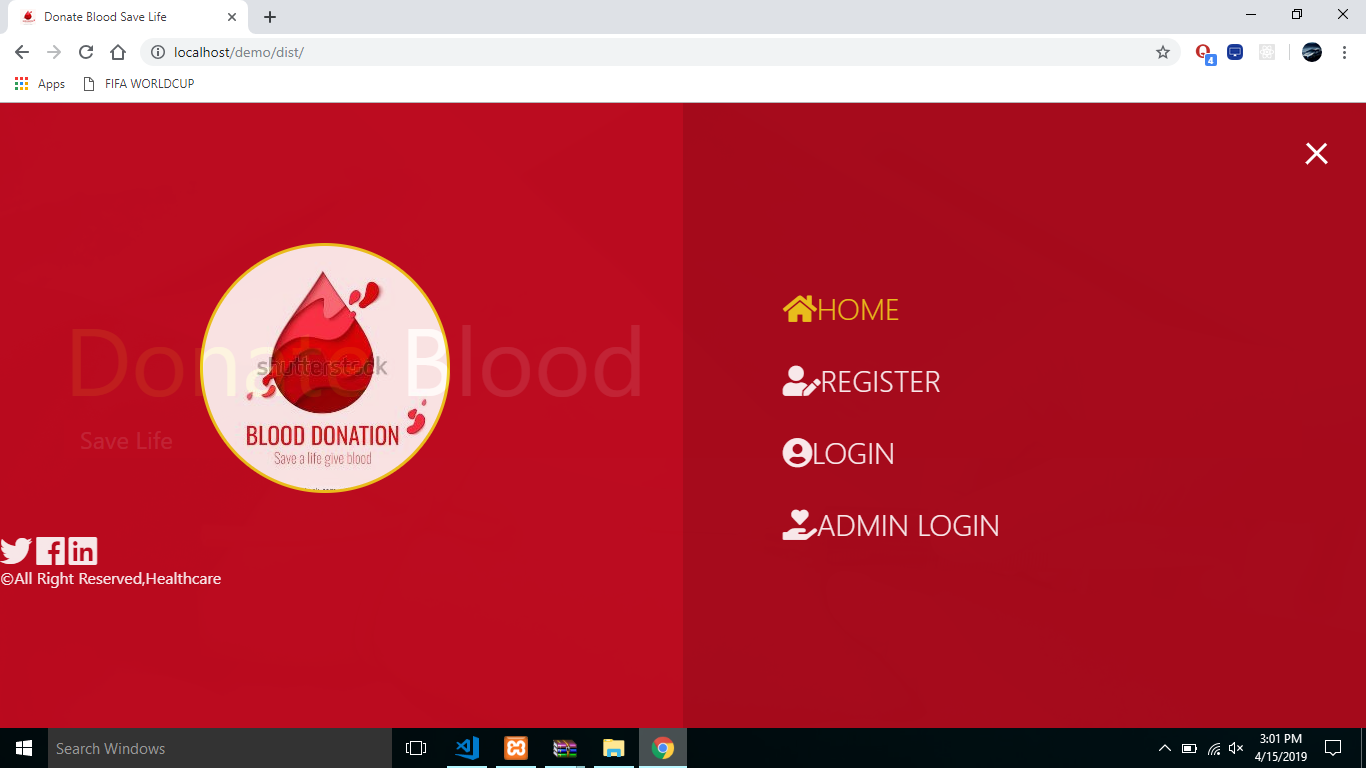 Donate Blood Save Life
localhost/demo/dist/
4
Apps
FIFA WORLDCUP
HOME
Donate Blood
shutterstock
REGISTER
BLOOD DONATION
Save Life
Save a life give blood
LOGIN
ADMIN LOGIN
©All Right Reserved,Healthcare
Search Windows
3:01 PM
4/15/2019